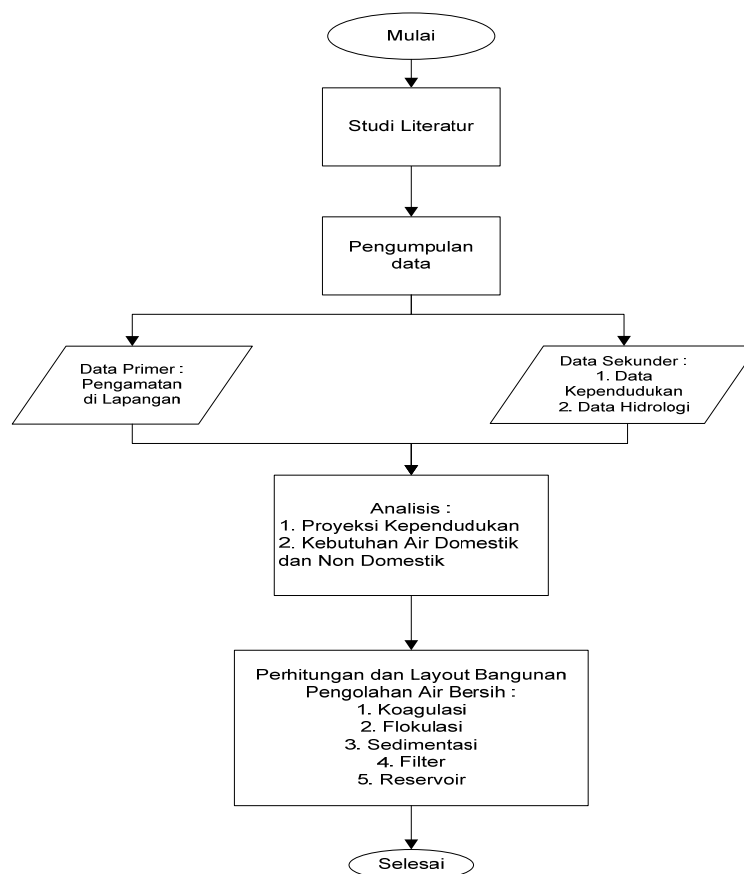 Mulai
Studi Literatur
Pengumpulan
data
Data Primer :
Pengamatan
di Lapangan
Data Sekunder :
1. Data
Kependudukan
2. Data Hidrologi
Analisis :
1. Proyeksi Kependudukan
2. Kebutuhan Air Domestik
dan Non Domestik
Perhitungan dan Layout Bangunan
Pengolahan Air Bersih :
1. Koagulasi
2. Flokulasi
3. Sedimentasi
4. Filter
5. Reservoir
Selesai